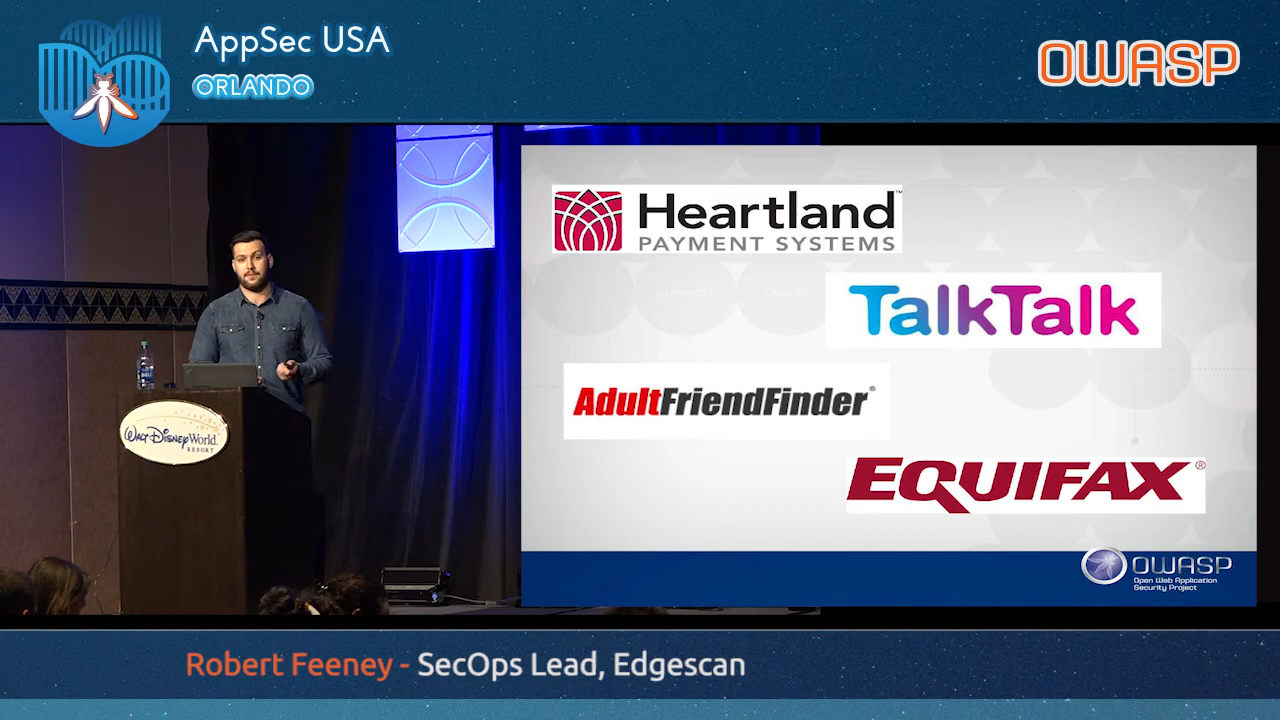 AppSec USA
ORLANDO
OWASP
Heartland™
PAYMENT SYSTEMS
TalkTalk
AdultFriendFinder®
EQUIFAX®
WALT DISNEY World®
RESORT
OWASP
Open Web Application
Security Project
Robert Feeney - SecOps Lead, Edgescan